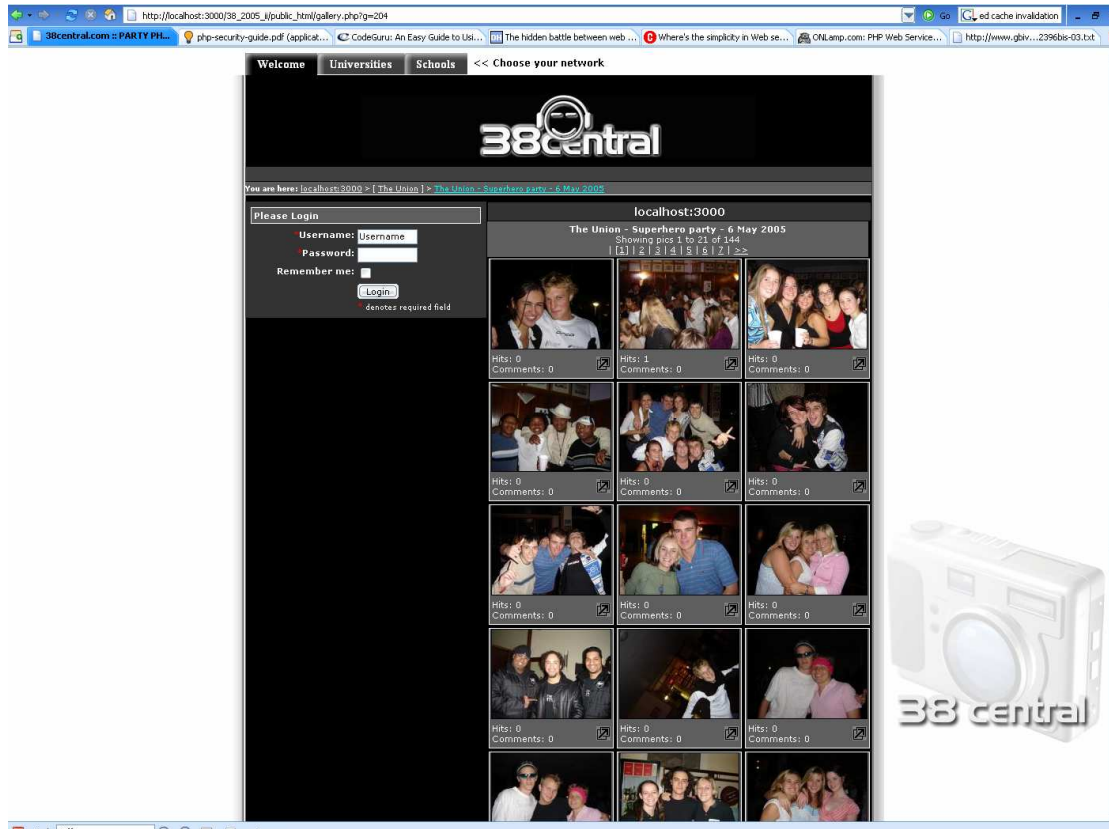 http://localhost:3000/38_2005_ii/public_html/gallery.php?g=204
Go
ed cache invalidation
38central.com :: PARTY PH...
php-security-guide.pdf (applicat...
CodeGuru: An Easy Guide to Usi...
The hidden battle between web ...
Where's the simplicity in Web se...
ONLamp.com: PHP Web Service...
http://www.gbiv...2396bis-03.txt
Welcome Universities Schools << Choose your network
38central
You are here: localhost:3000 > [ The Union ] > The Union - Superhero party - 6 May 2005
Please Login
*Username: Username
*Password:
Remember me:
Login
* denotes required field
localhost:3000
The Union - Superhero party - 6 May 2005
Showing pics 1 to 21 of 144
| [1] | 2 | 3 | 4 | 5 | 6 | 7 | >>
Hits: 0
Comments: 0
Hits: 1
Comments: 0
Hits: 0
Comments: 0
Hits: 0
Comments: 0
Hits: 0
Comments: 0
Hits: 0
Comments: 0
Hits: 0
Comments: 0
Hits: 0
Comments: 0
Hits: 0
Comments: 0
Hits: 0
Comments: 0
Hits: 0
Comments: 0
Hits: 0
Comments: 0
38 central